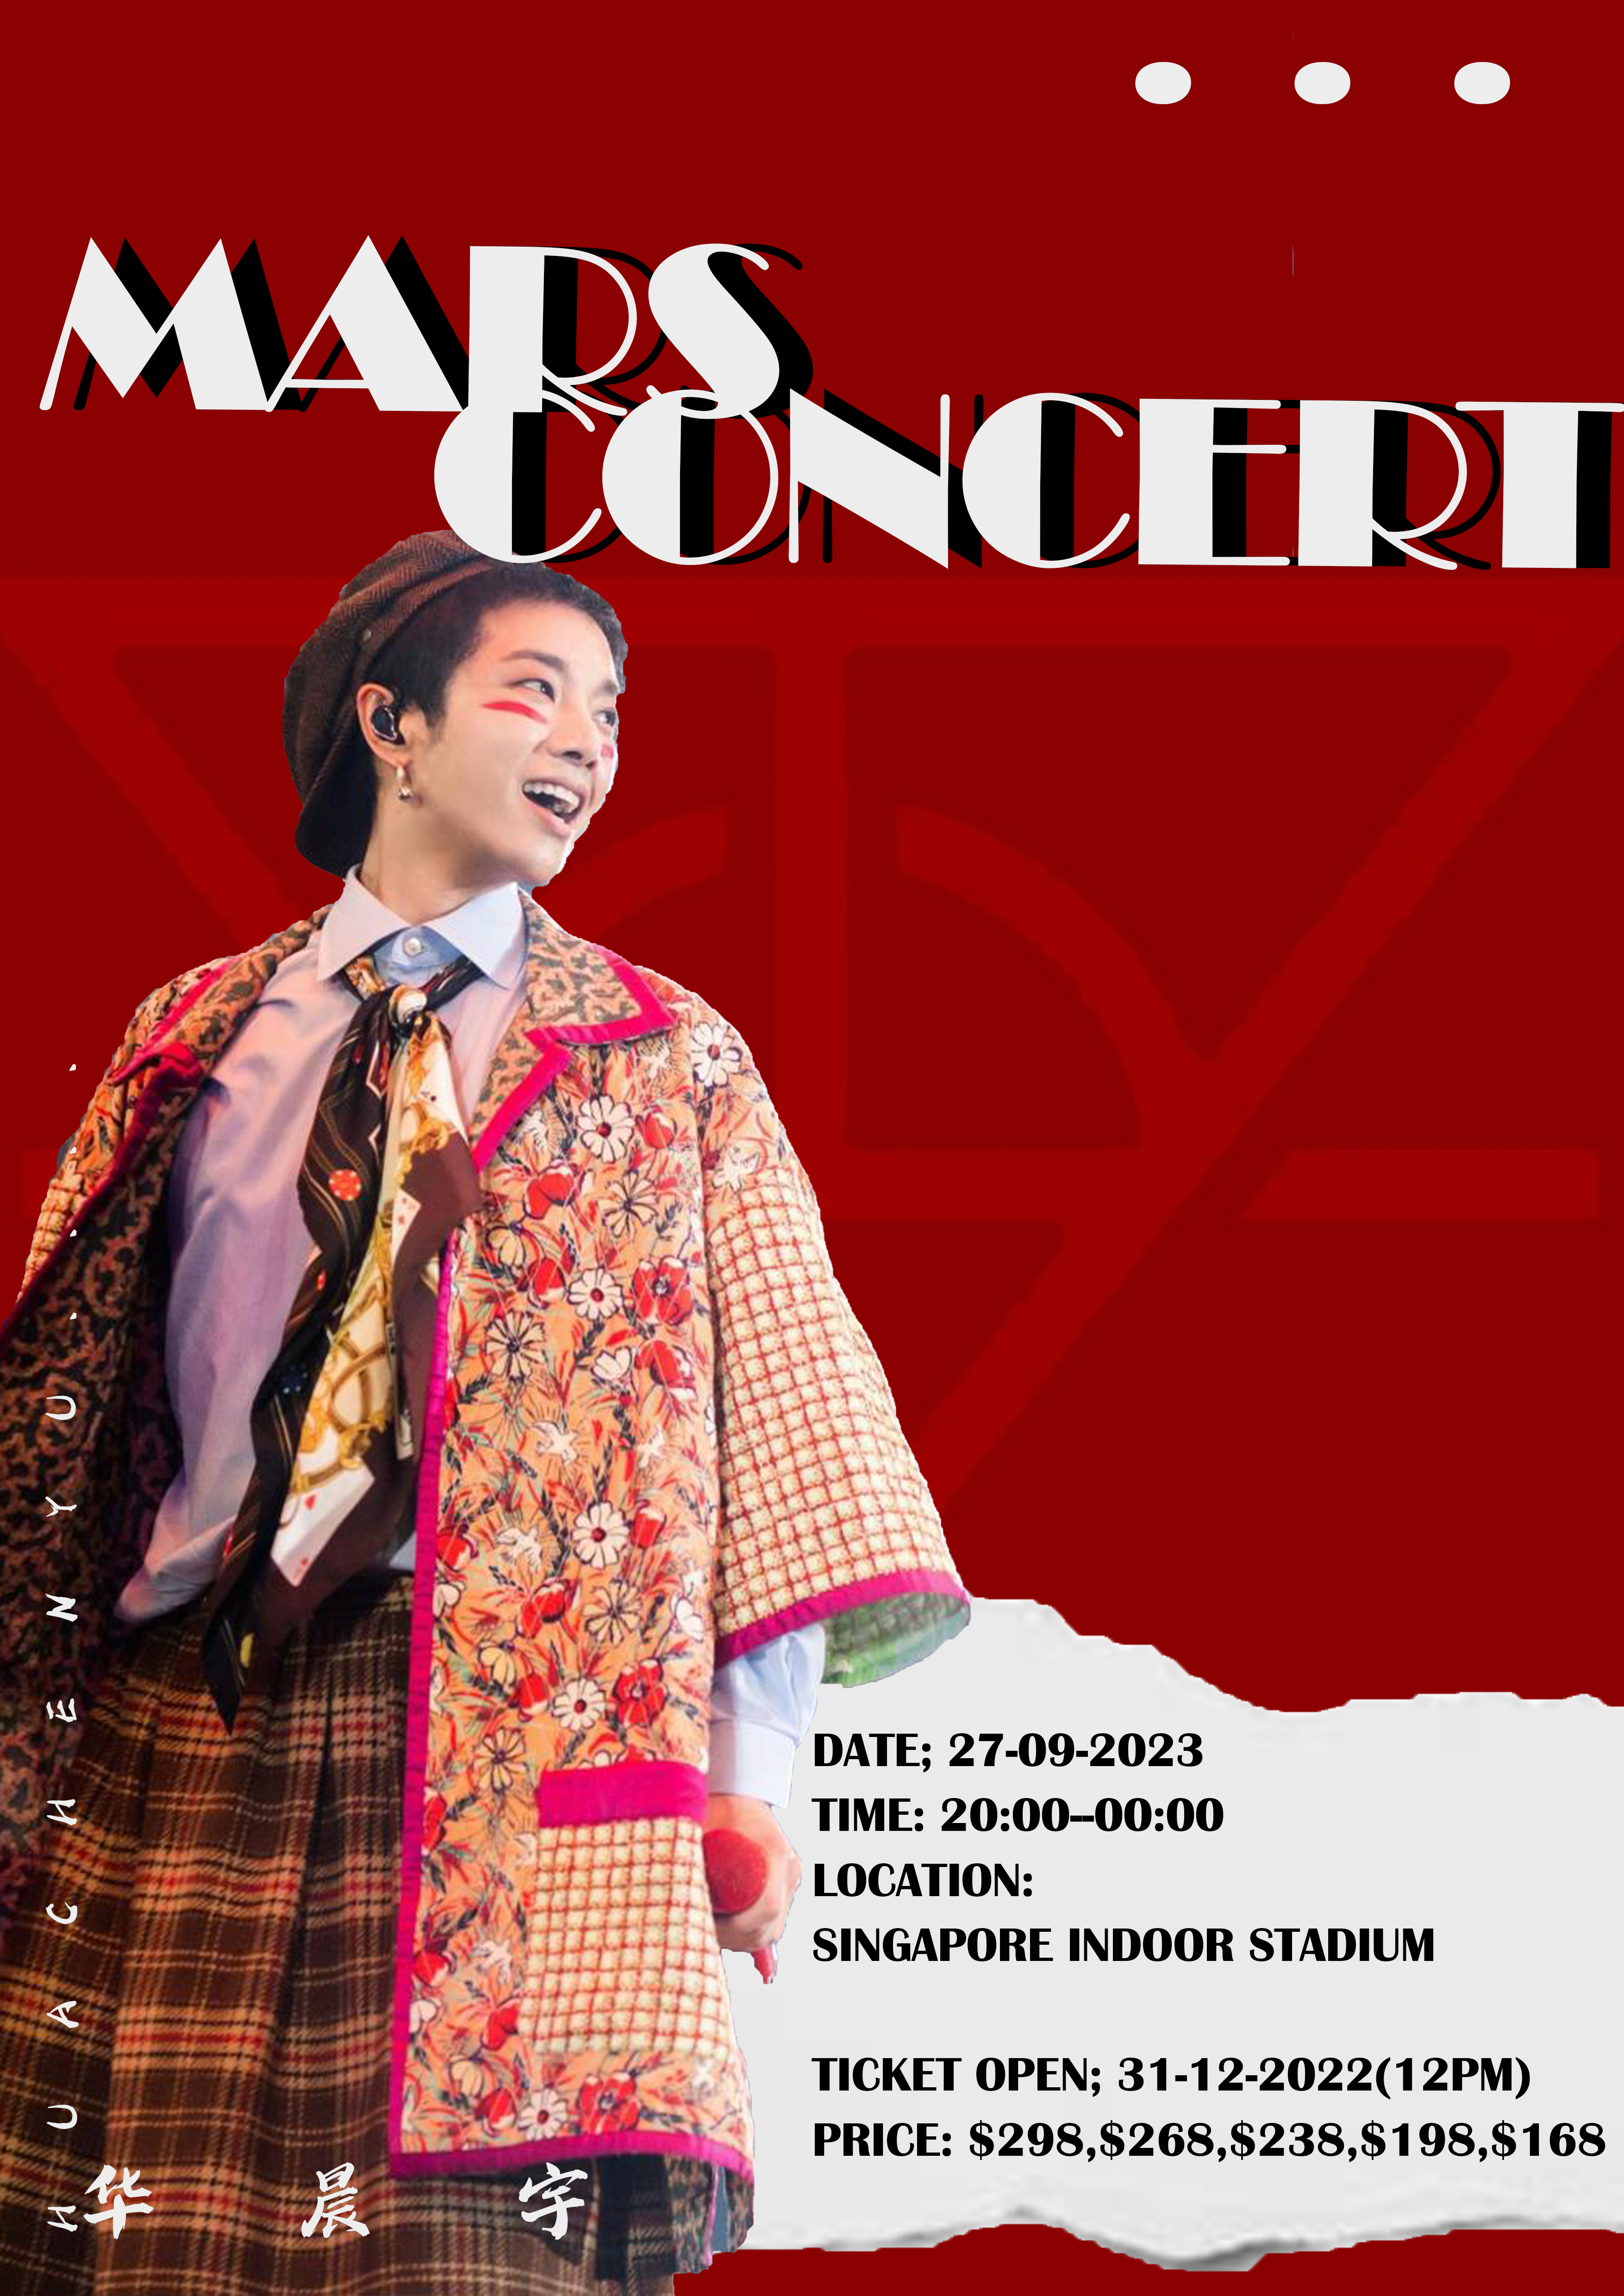 MARS
CONCERT
HUACHENYU....
华晨宇
DATE; 27-09-2023
TIME: 20:00--00:00
LOCATION:
SINGAPORE INDOOR STADIUM
TICKET OPEN; 31-12-2022(12PM)
PRICE: $298,$268,$238,$198,$168